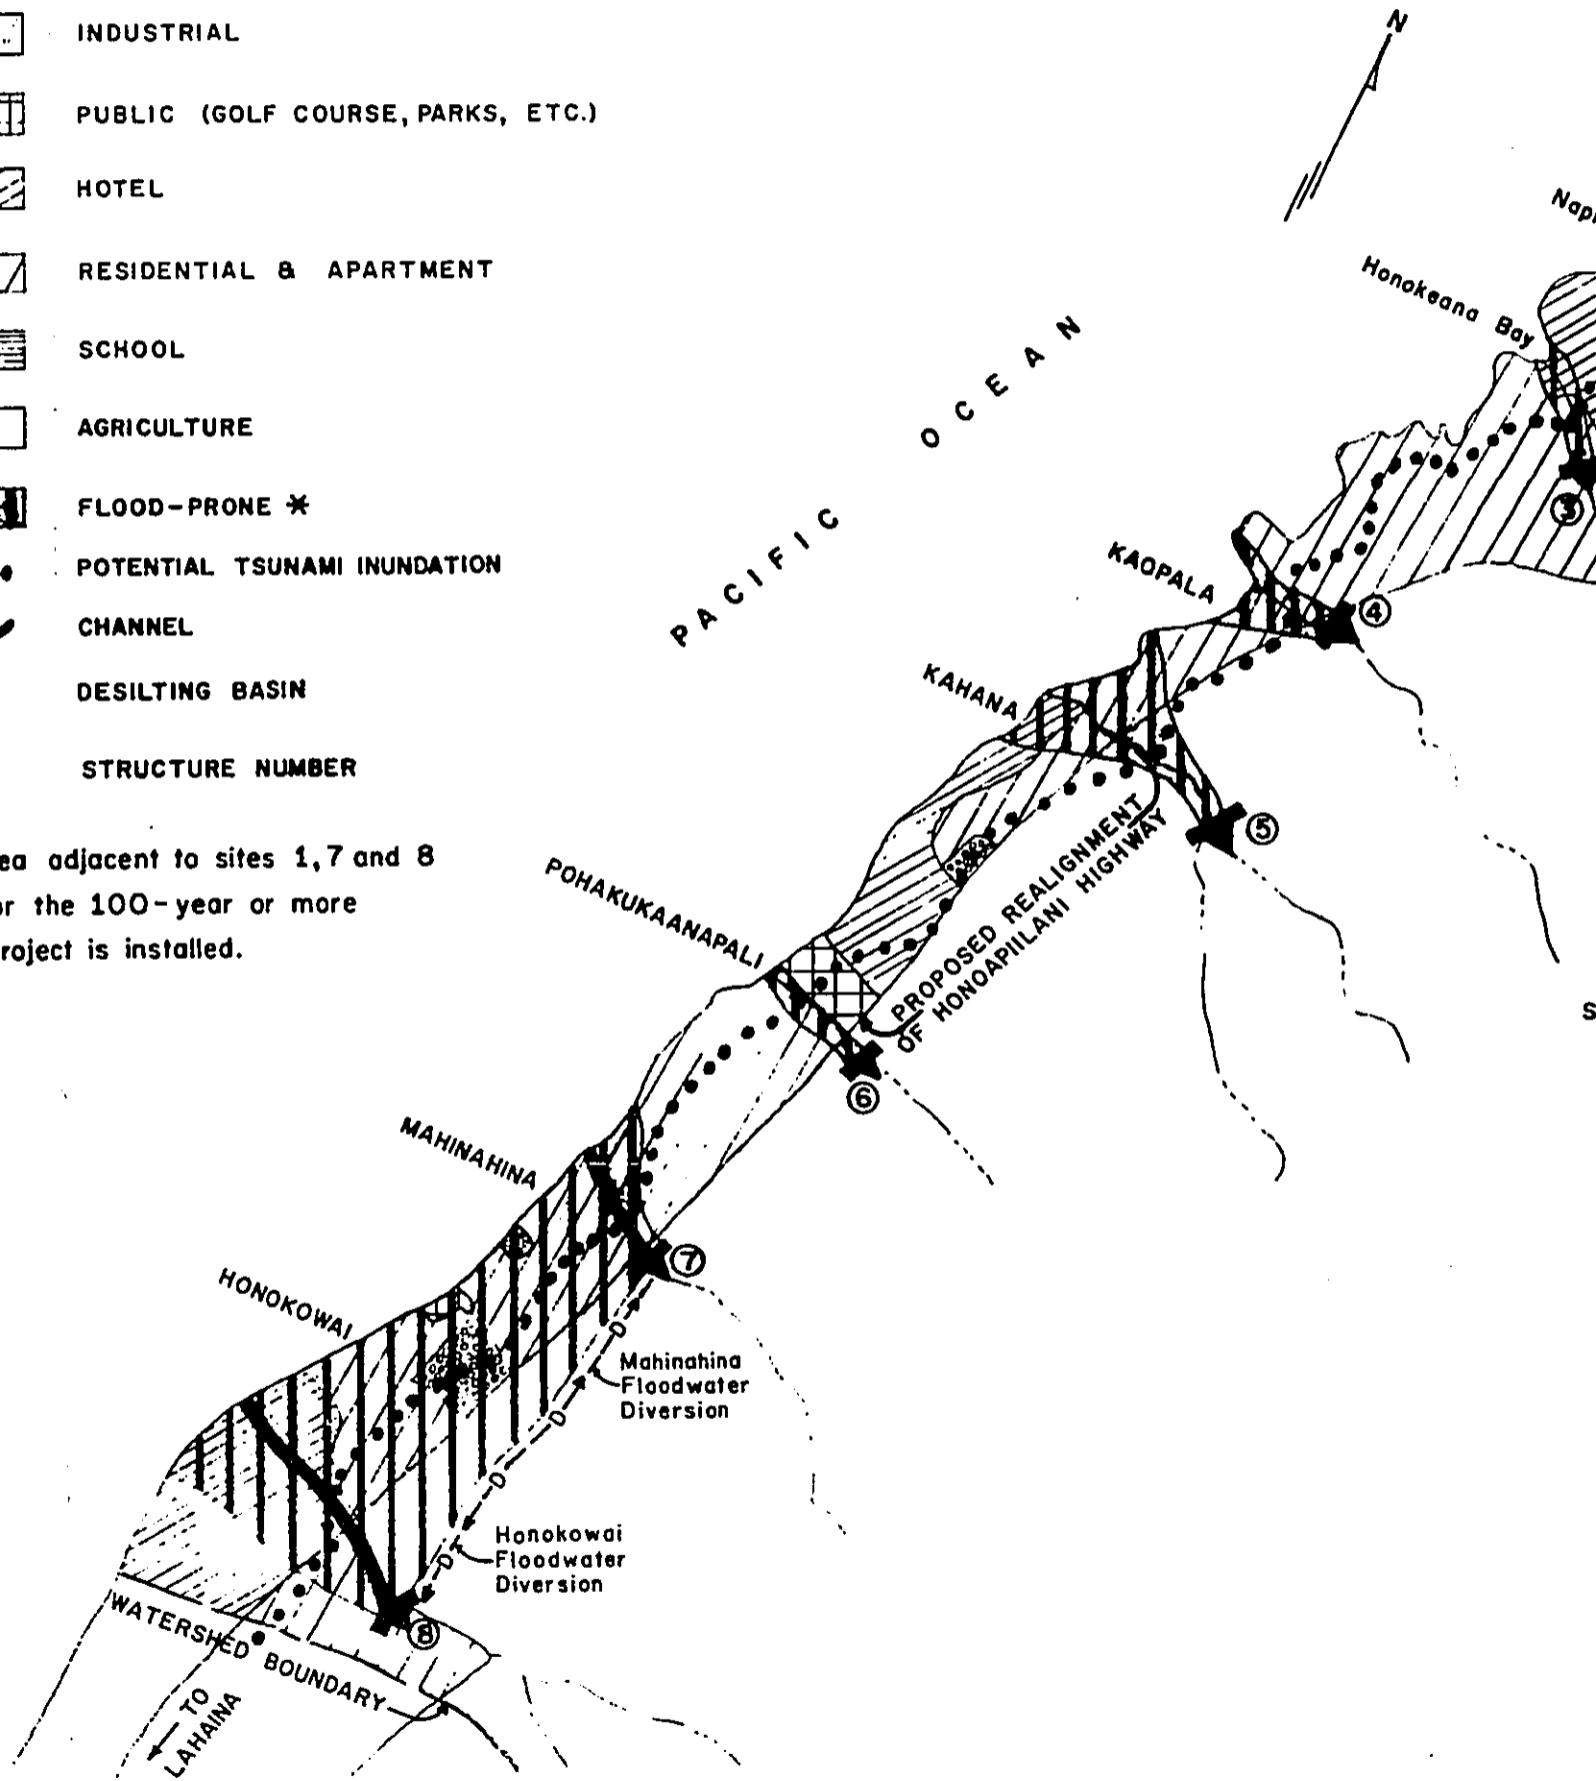 INDUSTRIAL
PUBLIC (GOLF COURSE, PARKS, ETC.)
HOTEL
RESIDENTIAL & APARTMENT
SCHOOL
AGRICULTURE
FLOOD-PRONE *
POTENTIAL TSUNAMI INUNDATION
CHANNEL
DESILTING BASIN
STRUCTURE NUMBER
adjacent to sites 1, 7 and 8
the 100-year or more
is installed.
N
Honokeana Bay
PACIFIC OCEAN
3
KAOPALA
4
KAHANA
5
POHAKUKAANAPALI
PROPOSED REALIGNMENT
OF HONOAPIILANI HIGHWAY
6
MAHINAHINA
7
HONOKOWAI
D
Mahinahina
Floodwater
Diversion
D
D
D
Honokowai
Floodwater
Diversion
8
WATERSHED BOUNDARY
TO
LAHAINA